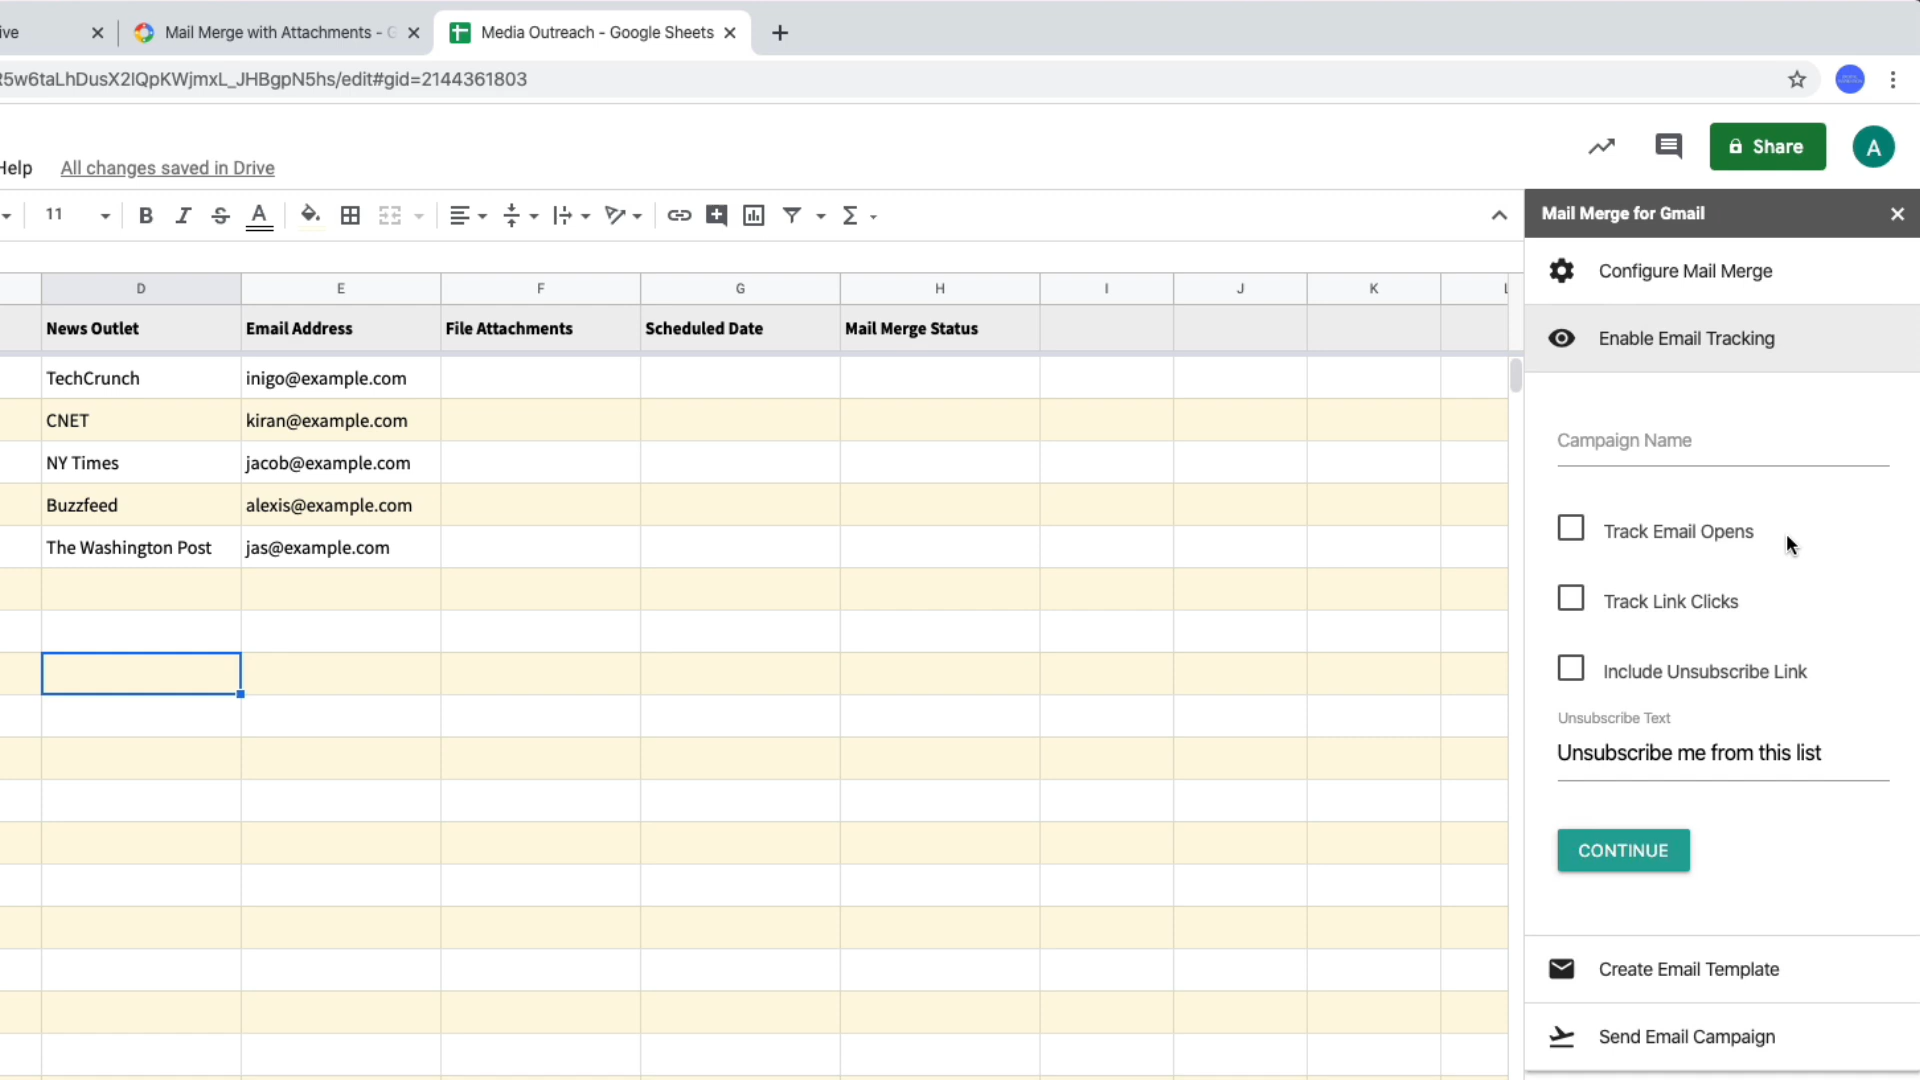 ive
Mail Merge with Attachments - G
Media Outreach - Google Sheets
R5w6taLhDusX2lQpKWjmxL_JHBgpN5hs/edit#gid=2144361803
Help All changes saved in Drive
Share
A
11
B I S A
Mail Merge for Gmail
Configure Mail Merge
D E F G H I J K L
News Outlet Email Address File Attachments Scheduled Date Mail Merge Status
Enable Email Tracking
TechCrunch inigo@example.com
CNET kiran@example.com
NY Times jacob@example.com
Buzzfeed alexis@example.com
The Washington Post jas@example.com
Campaign Name
Track Email Opens
Track Link Clicks
Include Unsubscribe Link
Unsubscribe Text
Unsubscribe me from this list
CONTINUE
Create Email Template
Send Email Campaign